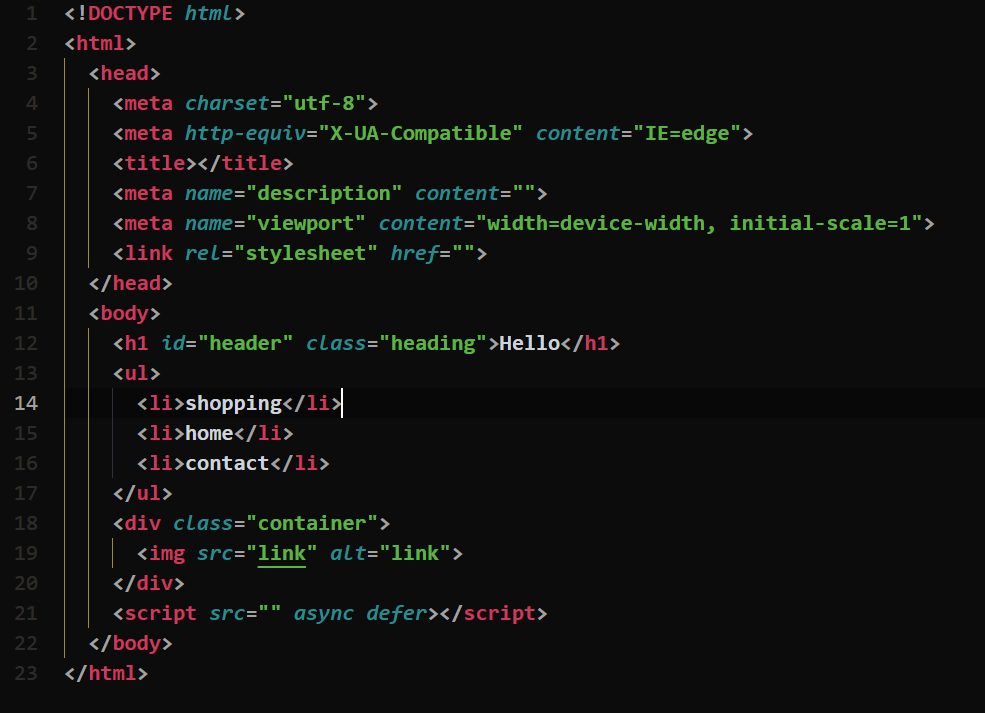 1 <!DOCTYPE html>
2 <html>
3   <head>
4     <meta charset="utf-8">
5     <meta http-equiv="X-UA-Compatible" content="IE=edge">
6     <title></title>
7     <meta name="description" content="">
8     <meta name="viewport" content="width=device-width, initial-scale=1">
9     <link rel="stylesheet" href="">
10   </head>
11   <body>
12     <h1 id="header" class="heading">Hello</h1>
13     <ul>
14       <li>shopping</li>
15       <li>home</li>
16       <li>contact</li>
17     </ul>
18     <div class="container">
19       <img src="link" alt="link">
20     </div>
21     <script src="" async defer></script>
22   </body>
23 </html>